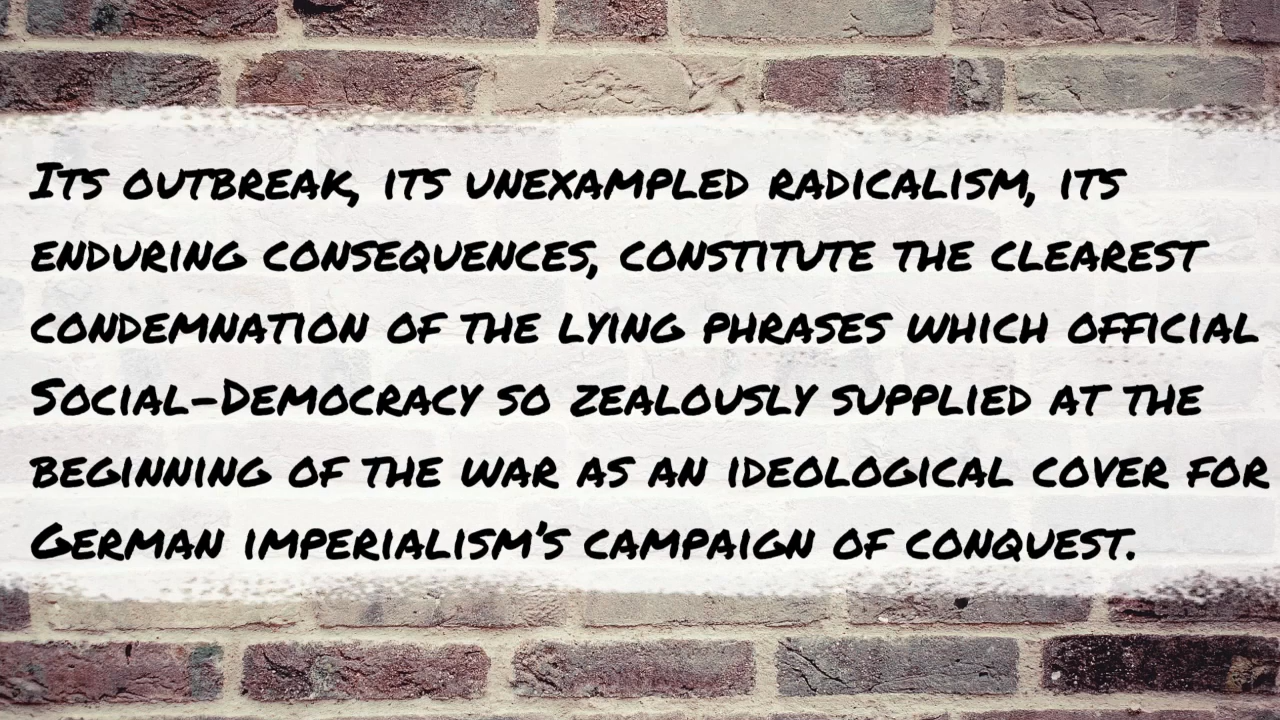 Its outbreak, its unexampled radicalism, its
enduring consequences, constitute the clearest
condemnation of the lying phrases which official
Social-Democracy so zealously supplied at the
beginning of the war as an ideological cover for
German imperialism's campaign of conquest.